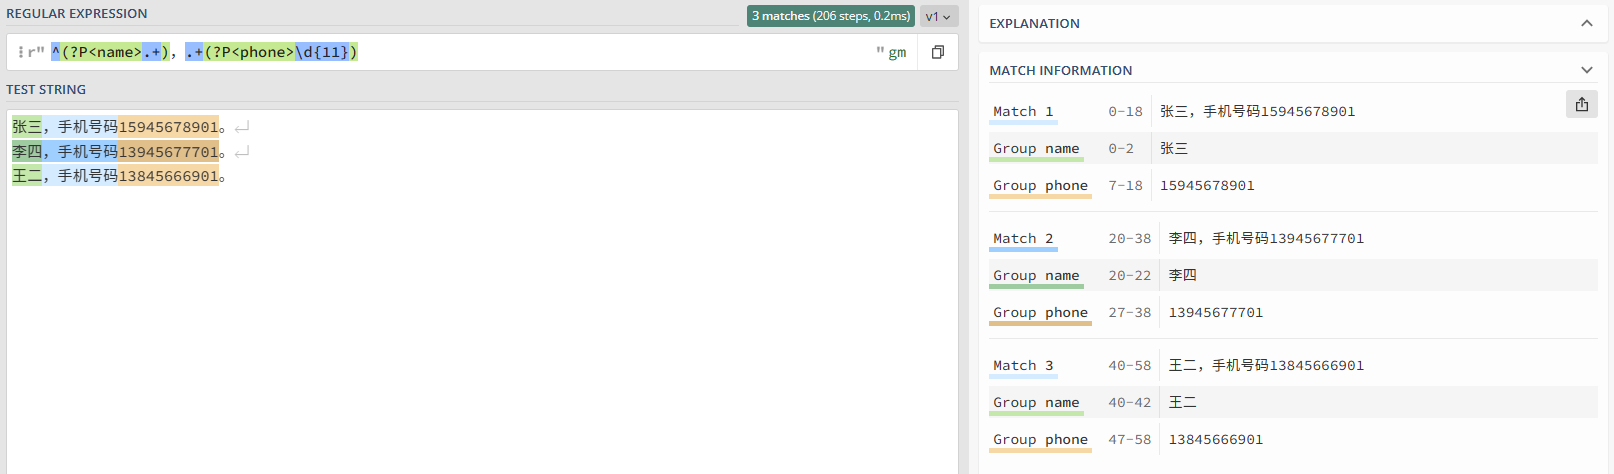 REGULAR EXPRESSION
3 matches (206 steps, 0.2ms)
v1
r" ^(?P<name>.+)，.+(?P<phone>\d{11}) " gm
TEST STRING
张三，手机号码15945678901。
李四，手机号码13945677701。
王二，手机号码13845666901。
EXPLANATION
MATCH INFORMATION
Match 1 0-18 张三，手机号码15945678901
Group name 0-2 张三
Group phone 7-18 15945678901
Match 2 20-38 李四，手机号码13945677701
Group name 20-22 李四
Group phone 27-38 13945677701
Match 3 40-58 王二，手机号码13845666901
Group name 40-42 王二
Group phone 47-58 13845666901